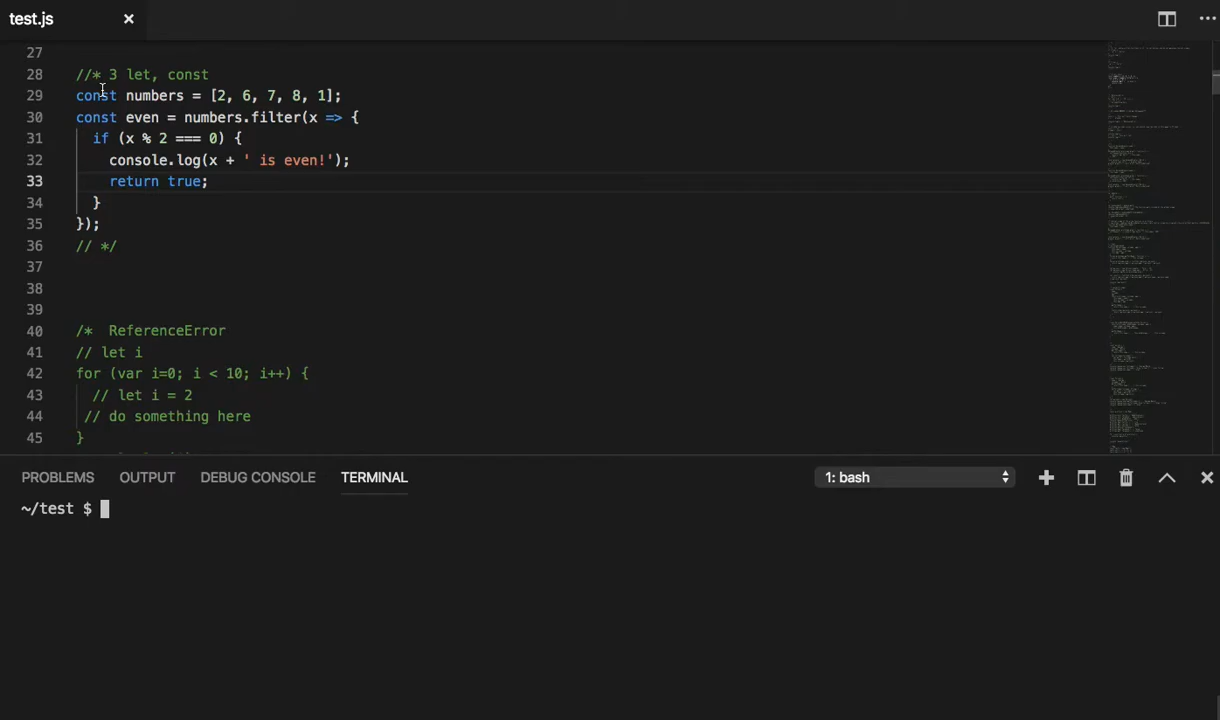 test.js
27
28 //* 3 let, const
29 const numbers = [2, 6, 7, 8, 1];
30 const even = numbers.filter(x => {
31 if (x % 2 === 0) {
32 console.log(x + ' is even!');
33 return true;
34 }
35 });
36 // */
37
38
39
40 /* ReferenceError
41 // let i
42 for (var i=0; i < 10; i++) {
43 // let i = 2
44 // do something here
45 }
PROBLEMS OUTPUT DEBUG CONSOLE TERMINAL 1: bash
~/test $